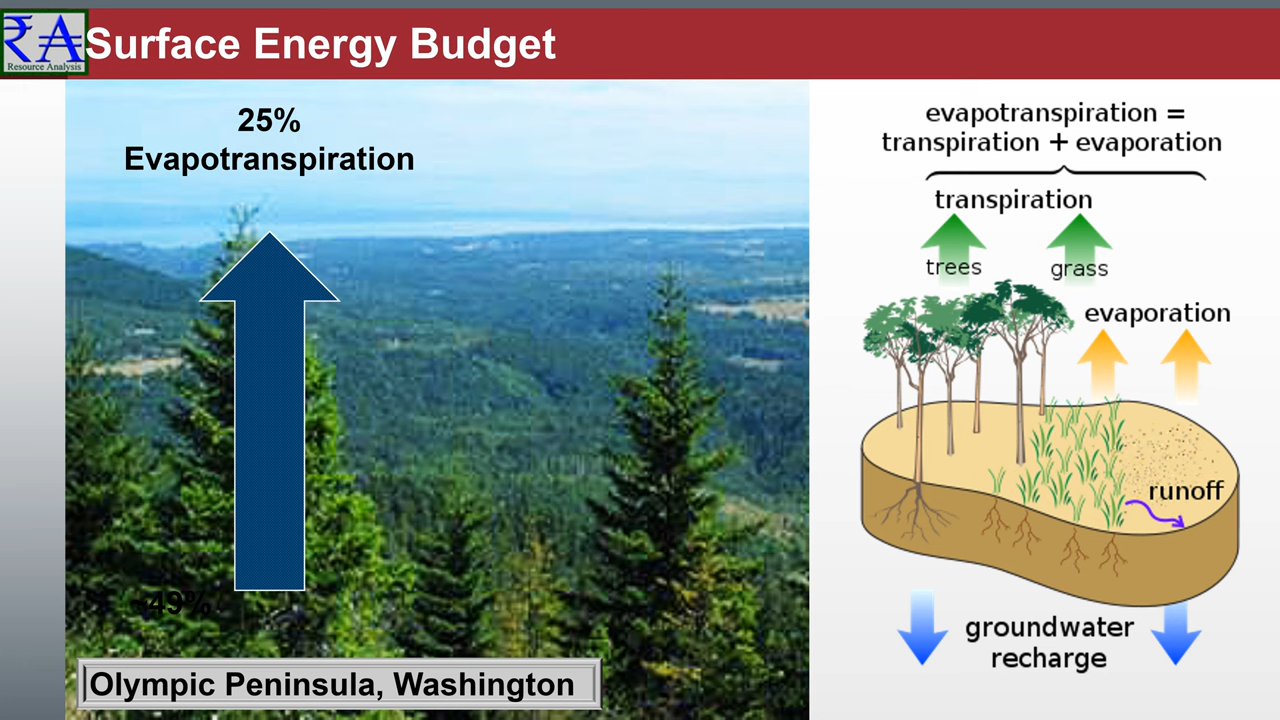 ₹A
Resource Analysis
Surface Energy Budget
25%
Evapotranspiration
-49%
Olympic Peninsula, Washington
evapotranspiration =
transpiration + evaporation
transpiration
trees
grass
evaporation
runoff
groundwater
recharge